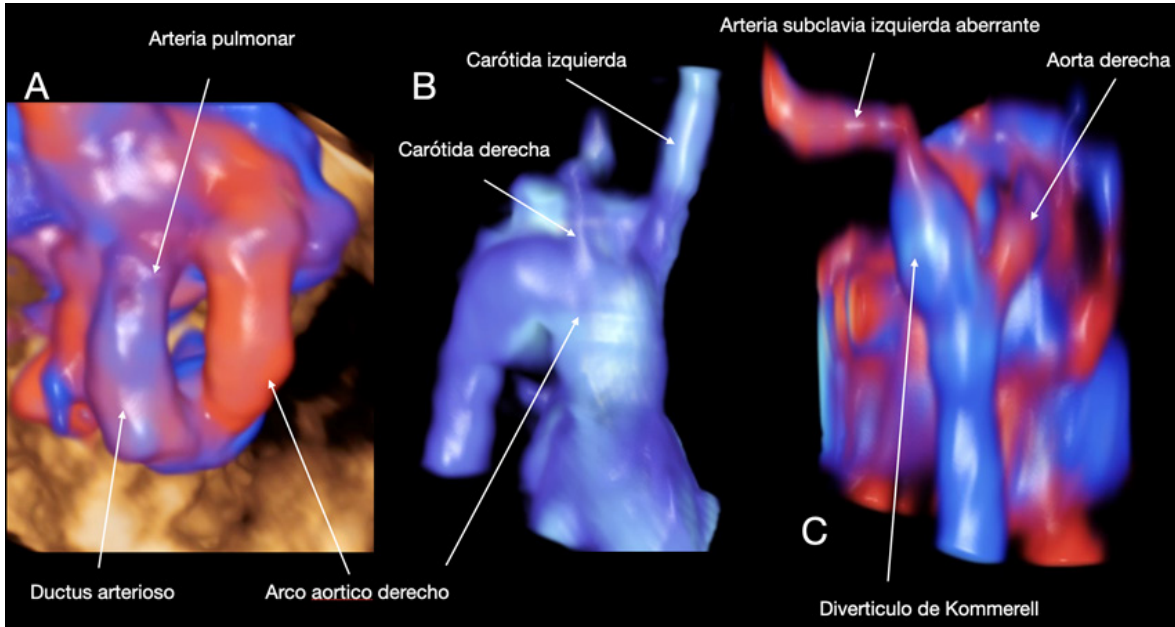 Arteria pulmonar
A
B
Carótida izquierda
Carótida derecha
Arteria subclavia izquierda aberrante
Aorta derecha
C
Ductus arterioso
Arco aortico derecho
Diverticulo de Kommerell